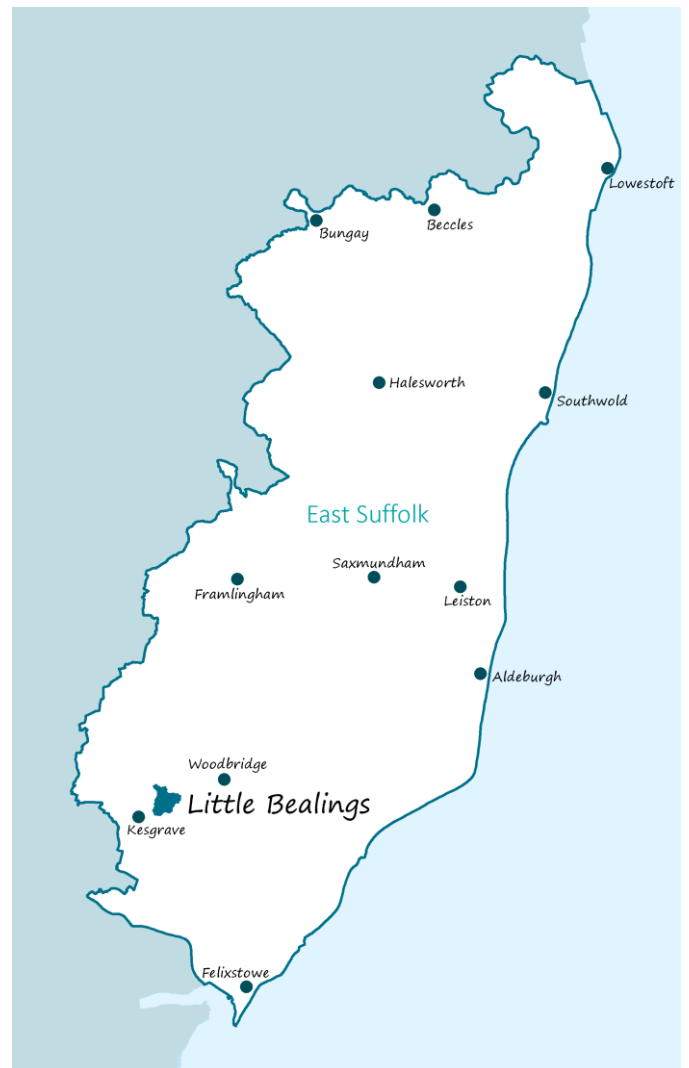 Lowestoft
Beccles
Bungay
Halesworth
Southwold
East Suffolk
Saxmundham
Framlingham
Leiston
Aldeburgh
Woodbridge
Little Bealings
Kesgrave
Felixstowe